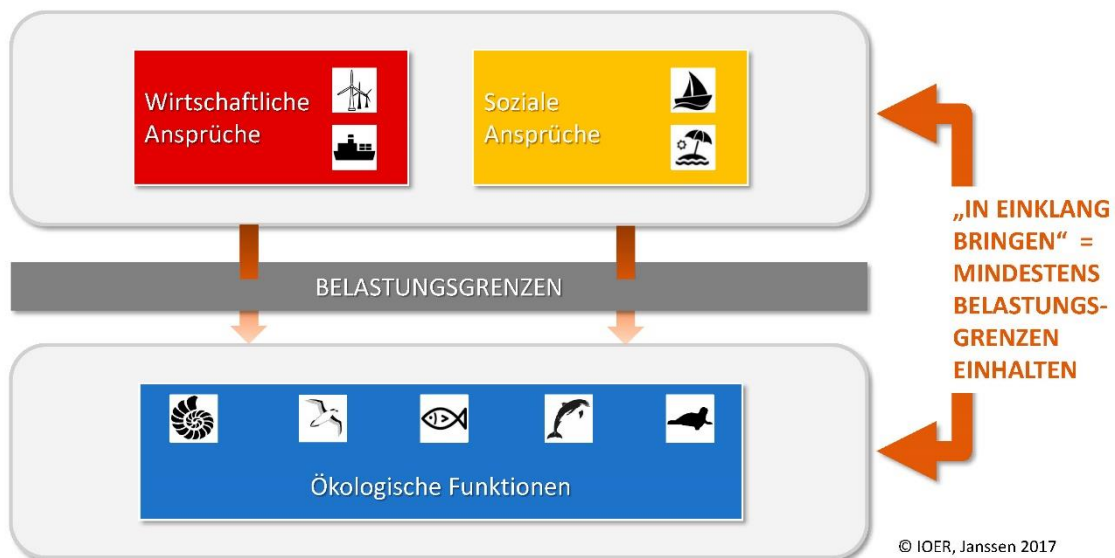 Wirtschaftliche
Ansprüche
Soziale
Ansprüche
BELASTUNGSGRENZEN
Ökologische Funktionen
„IN EINKLANG
BRINGEN“ =
MINDESTENS
BELASTUNGS-
GRENZEN
EINHALTEN
© IOER, Janssen 2017